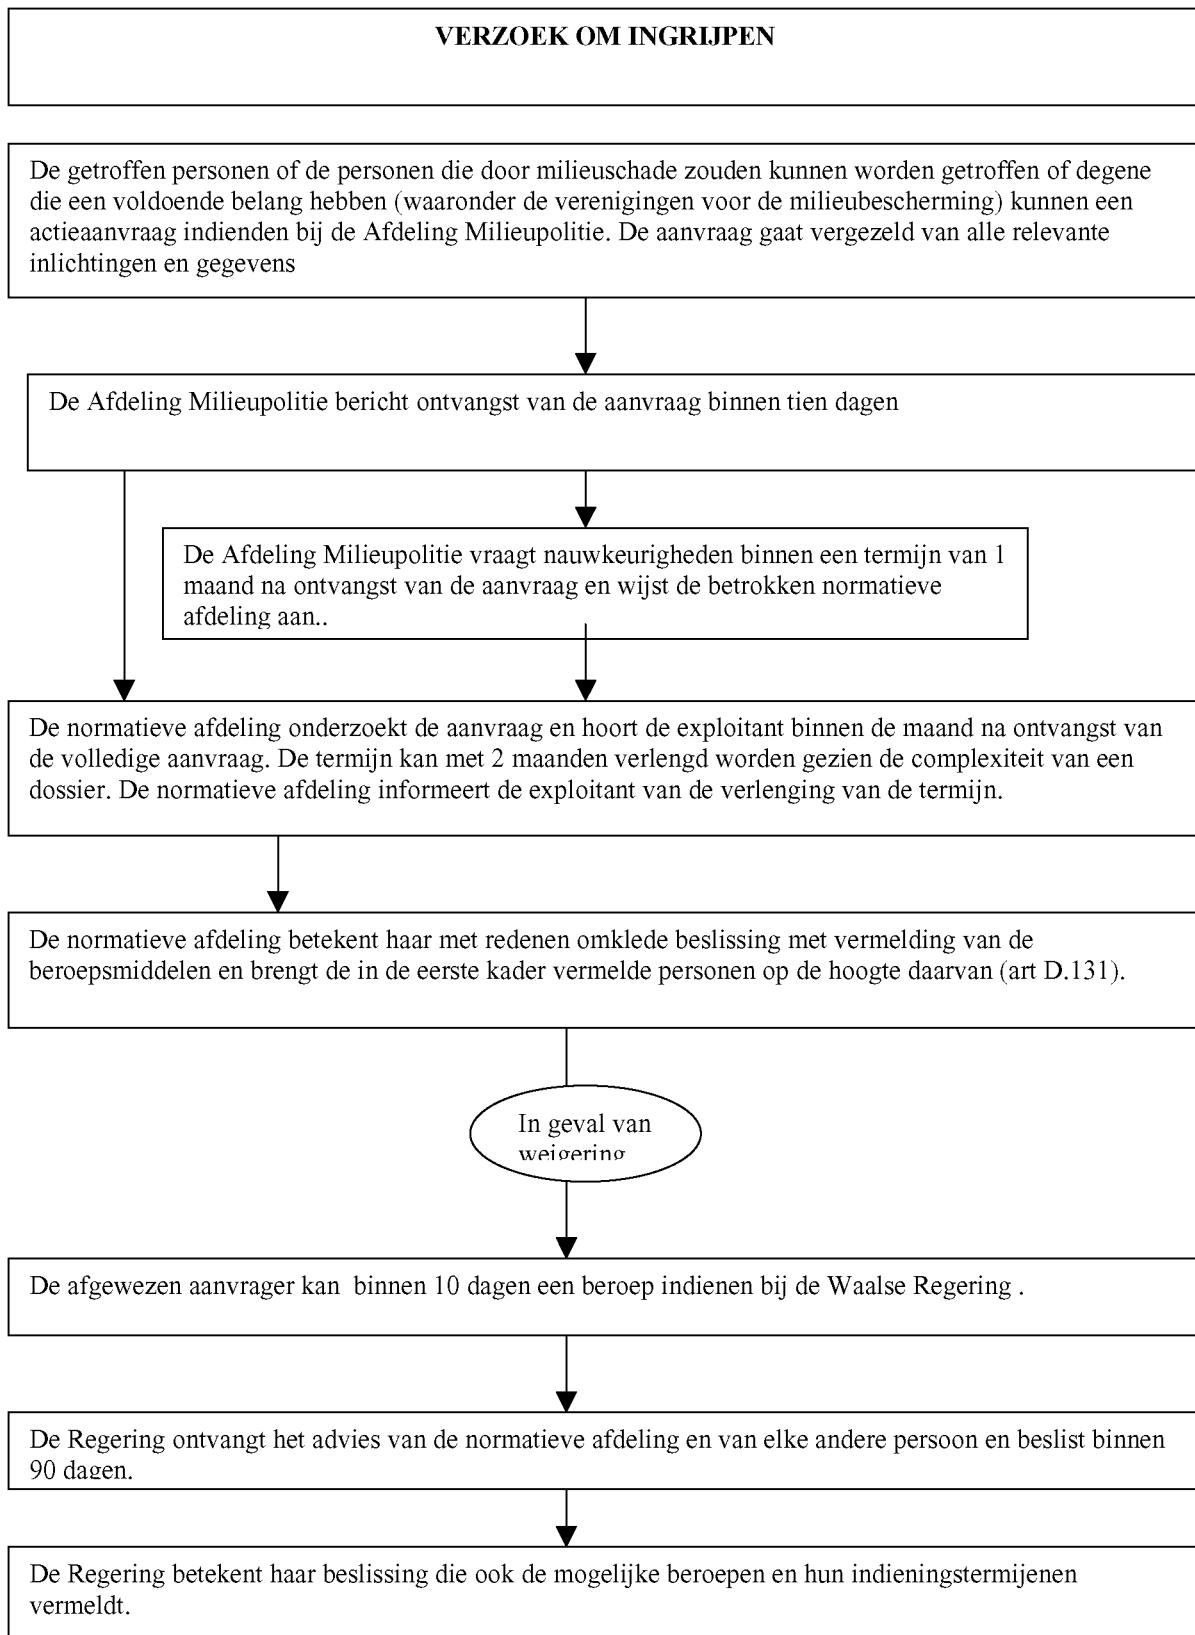 VERZOEK OM INGRIJPEN
De getroffen personen of de personen die door milieuschade zouden kunnen worden getroffen of degene
die een voldoende belang hebben (waaronder de verenigingen voor de milieubescherming) kunnen een
actieaanvraag indienden bij de Afdeling Milieupolitie. De aanvraag gaat vergezeld van alle relevante
inlichtingen en gegevens
De Afdeling Milieupolitie bericht ontvangst van de aanvraag binnen tien dagen
De Afdeling Milieupolitie vraagt nauwkeurigheden binnen een termijn van 1
maand na ontvangst van de aanvraag en wijst de betrokken normatieve
afdeling aan..
De normatieve afdeling onderzoekt de aanvraag en hoort de exploitant binnen de maand na ontvangst van
de volledige aanvraag. De termijn kan met 2 maanden verlengd worden gezien de complexiteit van een
dossier. De normatieve afdeling informeert de exploitant van de verlenging van de termijn.
De normatieve afdeling betekent haar met redenen omklede beslissing met vermelding van de
beroepsmiddelen en brengt de in de eerste kader vermelde personen op de hoogte daarvan (art D.131).
In geval van
weigering
De afgewezen aanvrager kan  binnen 10 dagen een beroep indienen bij de Waalse Regering .
De Regering ontvangt het advies van de normatieve afdeling en van elke andere persoon en beslist binnen
90 dagen.
De Regering betekent haar beslissing die ook de mogelijke beroepen en hun indieningstermijenen
vermeldt.